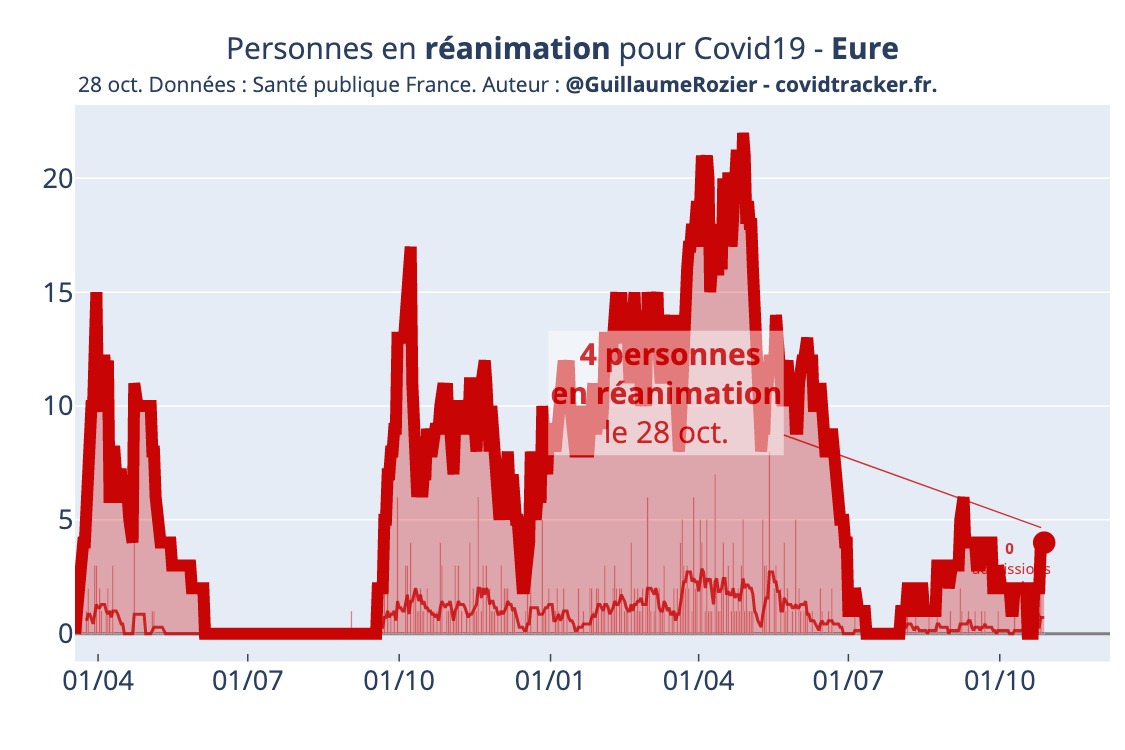 Personnes en réanimation pour Covid19 - Eure
28 oct. Données : Santé publique France. Auteur : @GuillaumeRozier - covidtracker.fr.
20
15
10
5
0
4 personnes
en réanimation
le 28 oct.
0
admissions
01/04
01/07
01/10
01/01
01/04
01/07
01/10